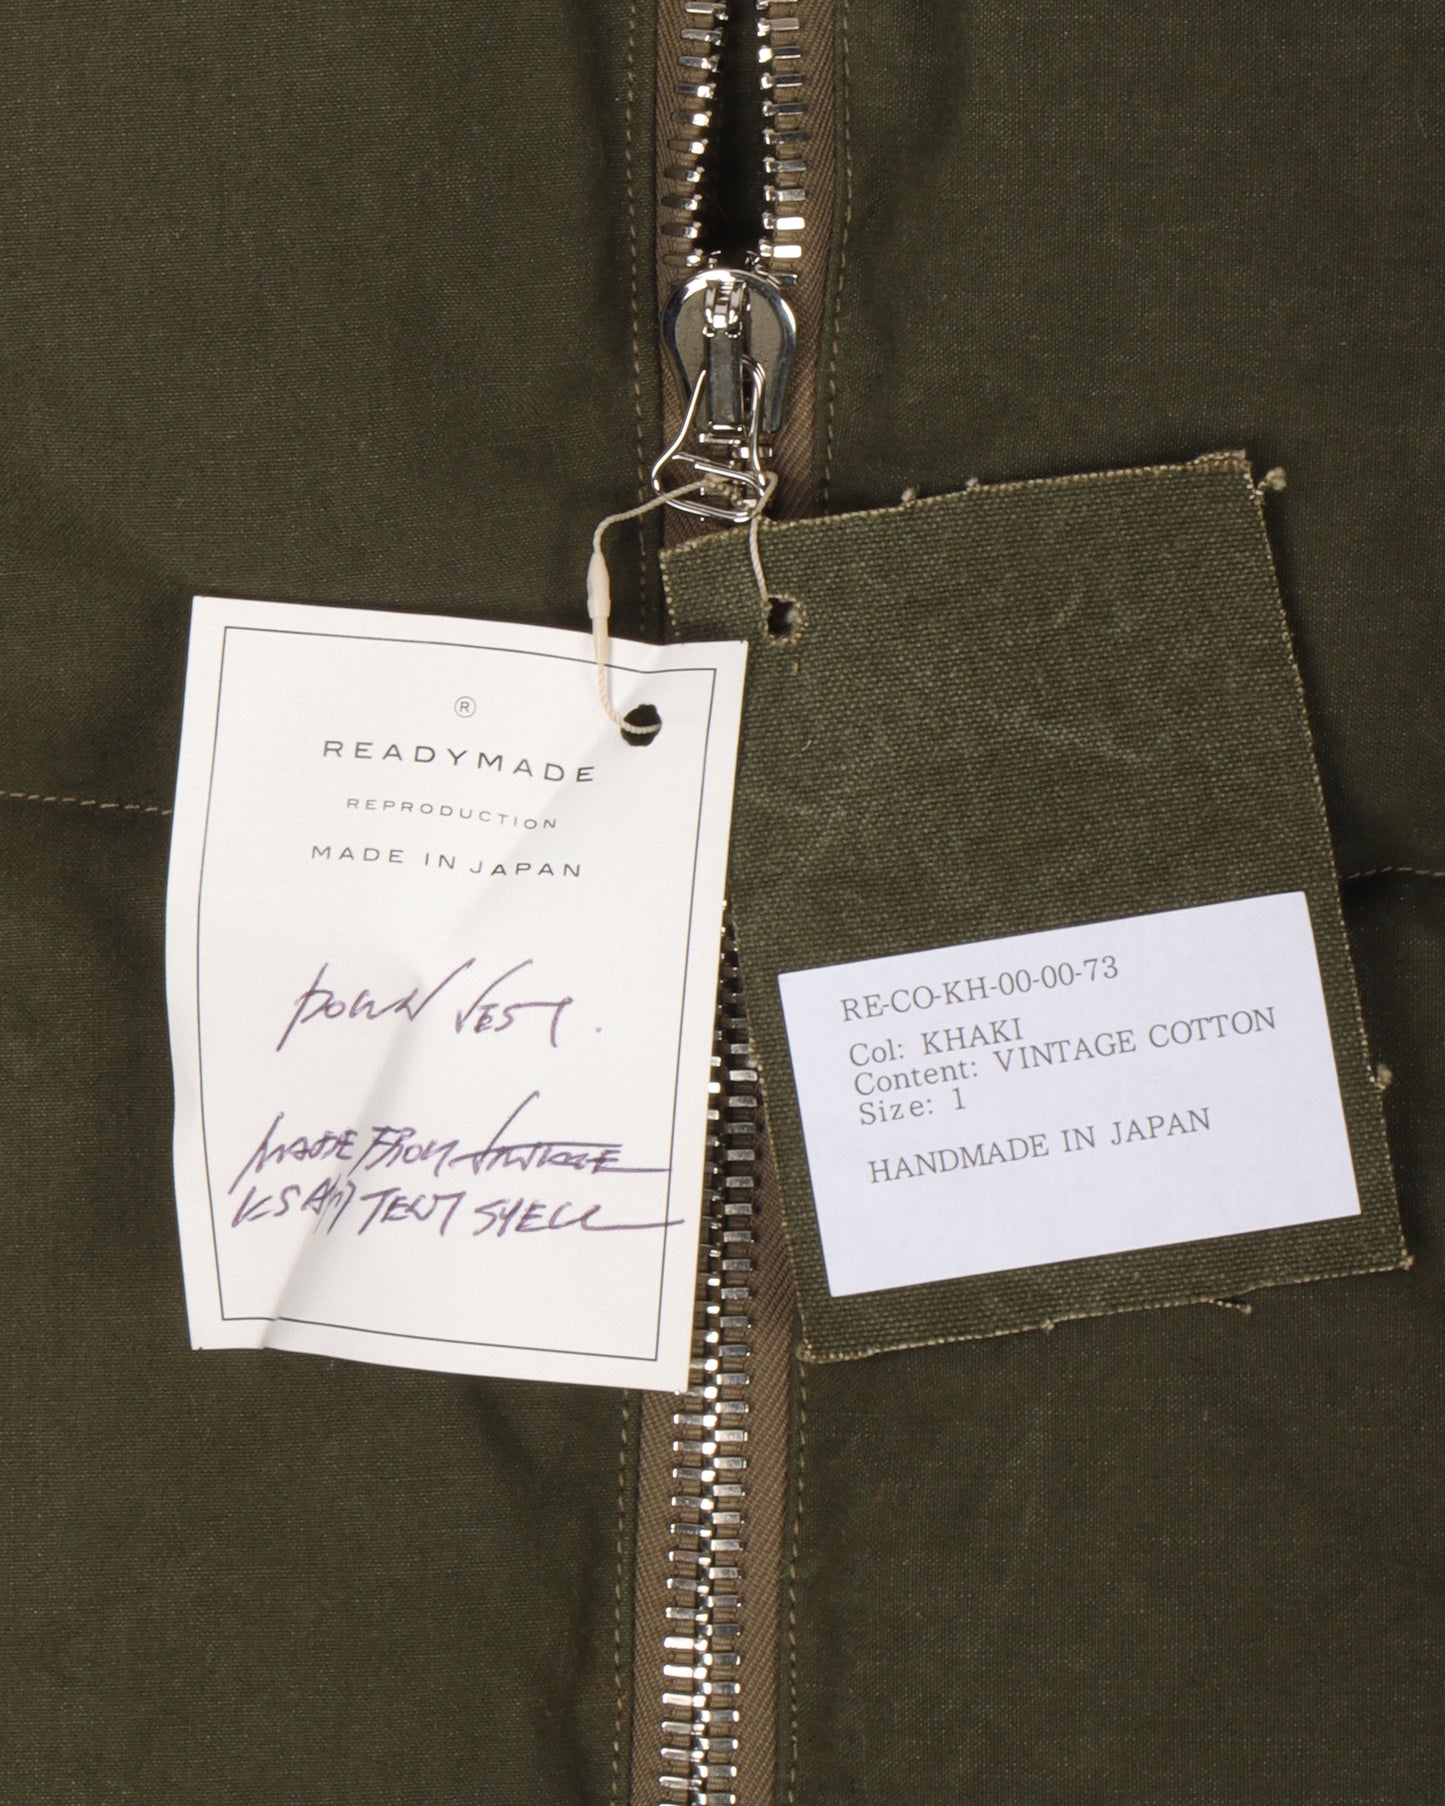 ®
READYMADE
REPRODUCTION
MADE IN JAPAN
DOWN VEST.
MADE FROM VINTAGE
TENT SHELL
RE-CO-KH-00-00-73
Col: KHAKI
Content: VINTAGE COTTON
Size: 1
HANDMADE IN JAPAN